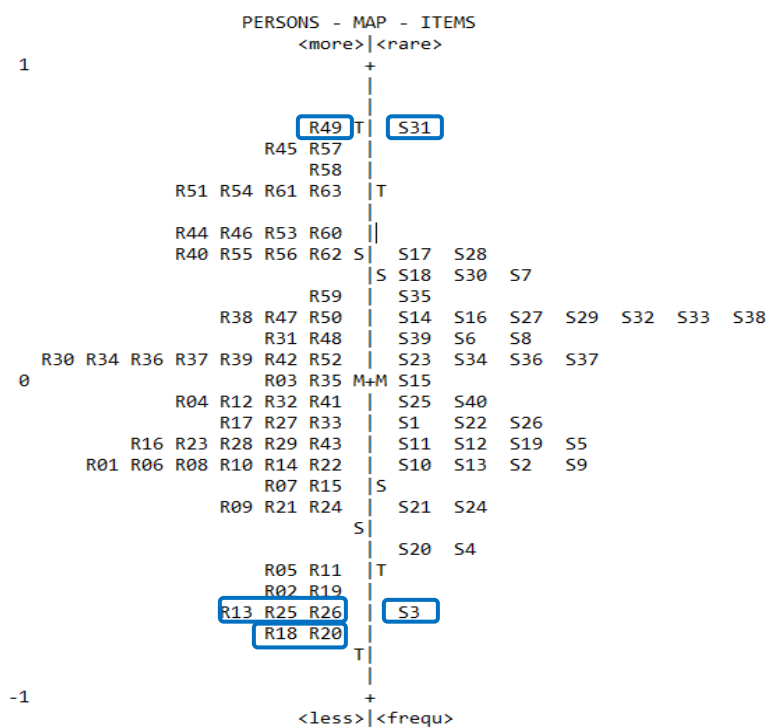 PERSONS - MAP - ITEMS
<more>|<rare>
1 +
|
|
R49 T| S31
R45 R57 |
R58 |
R51 R54 R61 R63 |T
|
R44 R46 R53 R60 ||
R40 R55 R56 R62 S| S17 S28
|S S18 S30 S7
R59 | S35
R38 R47 R50 | S14 S16 S27 S29 S32 S33 S38
R31 R48 | S39 S6 S8
R30 R34 R36 R37 R39 R42 R52 | S23 S34 S36 S37
0 R03 R35 M+M S15
R04 R12 R32 R41 | S25 S40
R17 R27 R33 | S1 S22 S26
R16 R23 R28 R29 R43 | S11 S12 S19 S5
R01 R06 R08 R10 R14 R22 | S10 S13 S2 S9
R07 R15 |S
R09 R21 R24 | S21 S24
S|
| S20 S4
R05 R11 |T
R02 R19 |
R13 R25 R26 | S3
R18 R20 |
T|
|
-1 +
<less>|<frequ>